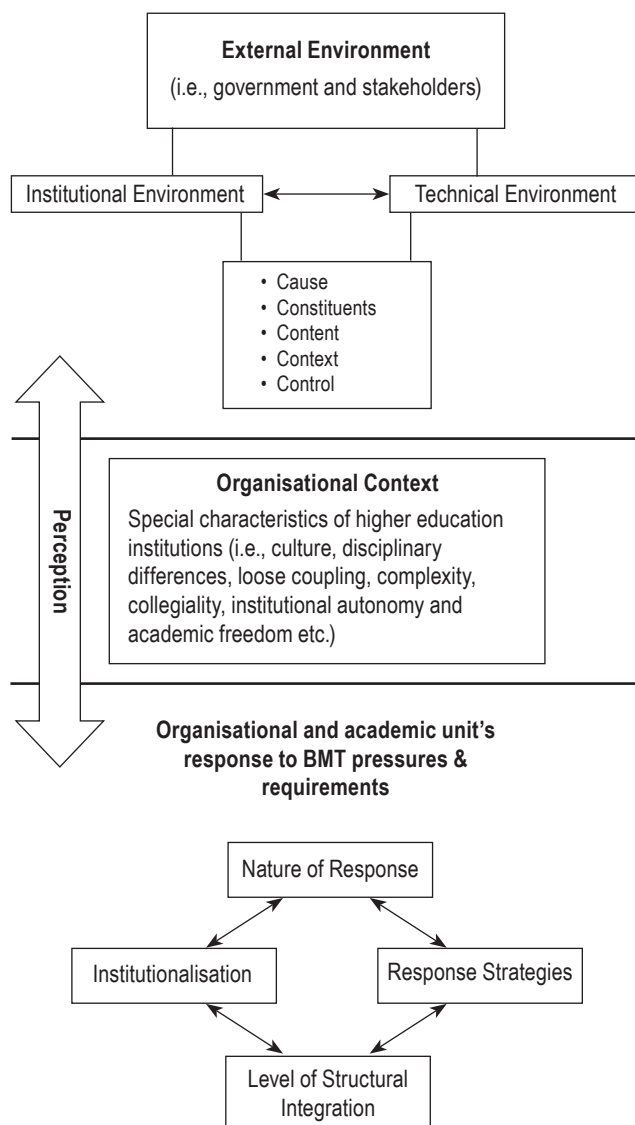 External Environment
(i.e., government and stakeholders)
Institutional Environment
Technical Environment
• Cause
• Constituents
• Content
• Context
• Control
Perception
Organisational Context
Special characteristics of higher education
institutions (i.e., culture, disciplinary
differences, loose coupling, complexity,
collegiality, institutional autonomy and
academic freedom etc.)
Organisational and academic unit's
response to BMT pressures &
requirements
Nature of Response
Institutionalisation
Response Strategies
Level of Structural
Integration